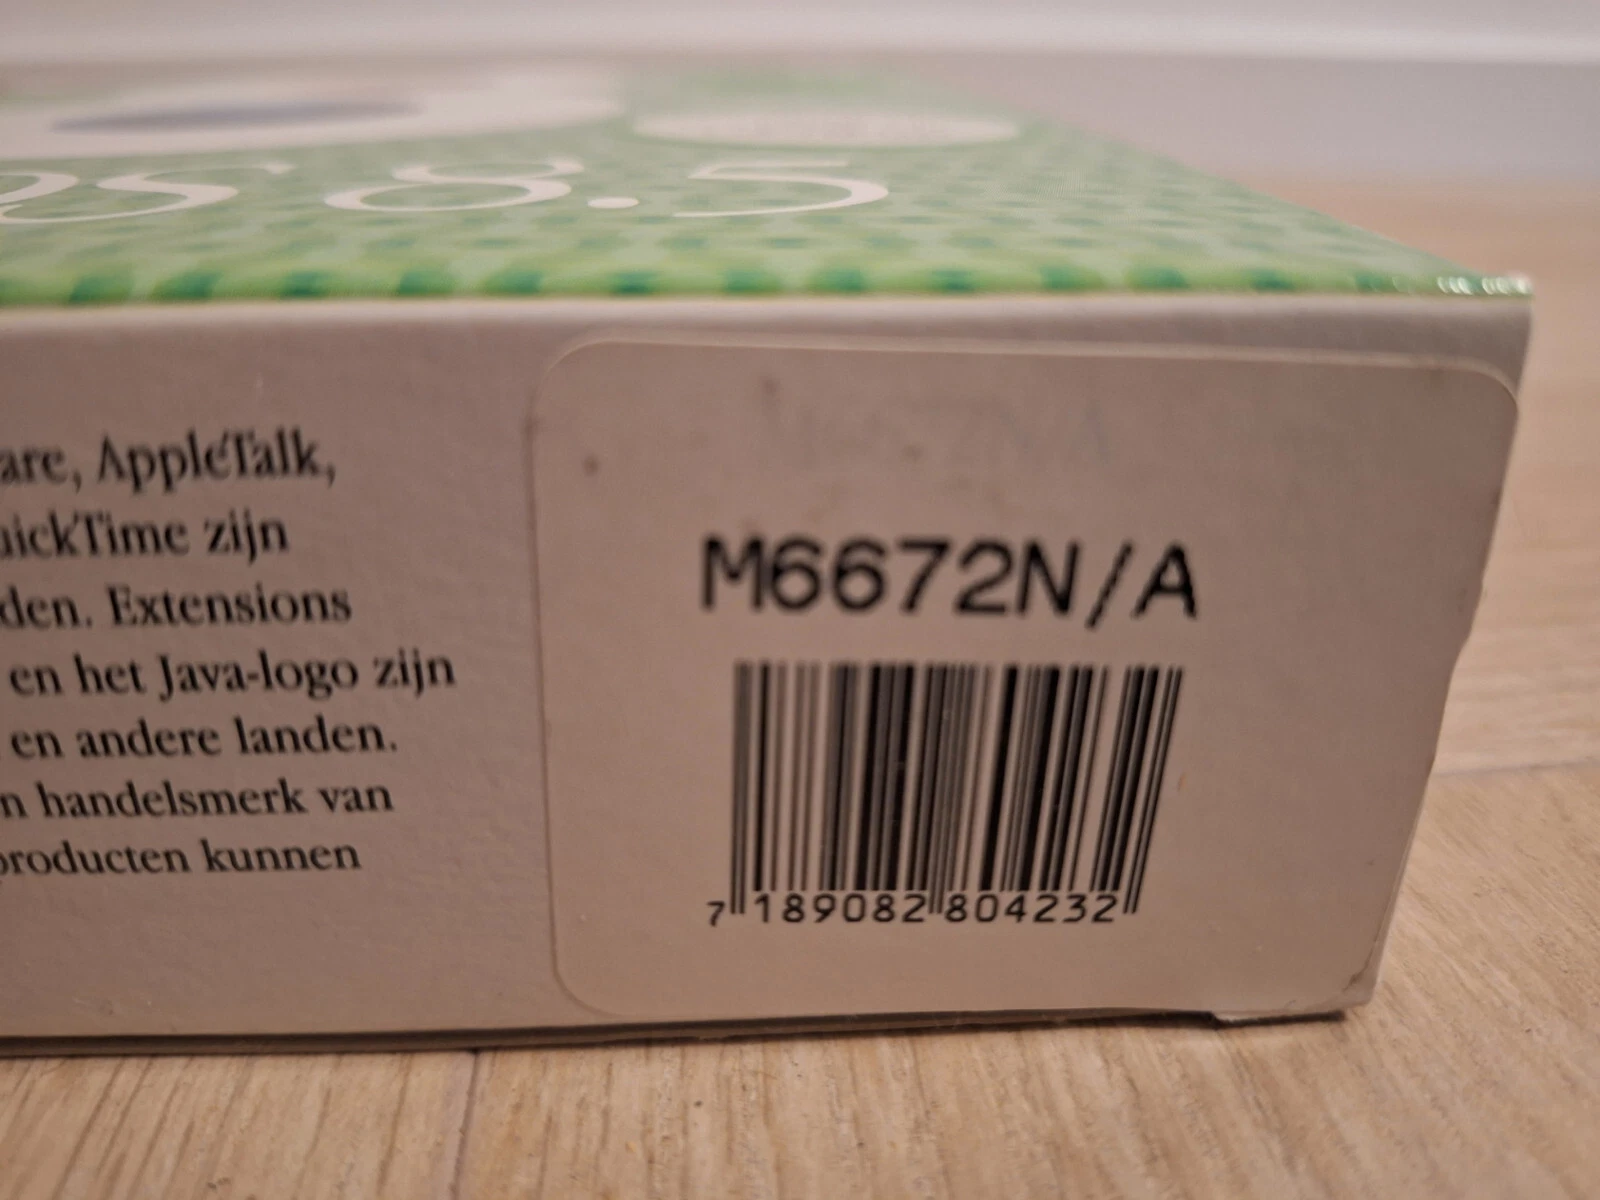 OS 8.5
are, AppleTalk,
uickTime zijn
den. Extensions
en het Java-logo zijn
en andere landen.
n handelsmerk van
producten kunnen
M6672N/A
7 189082 804232